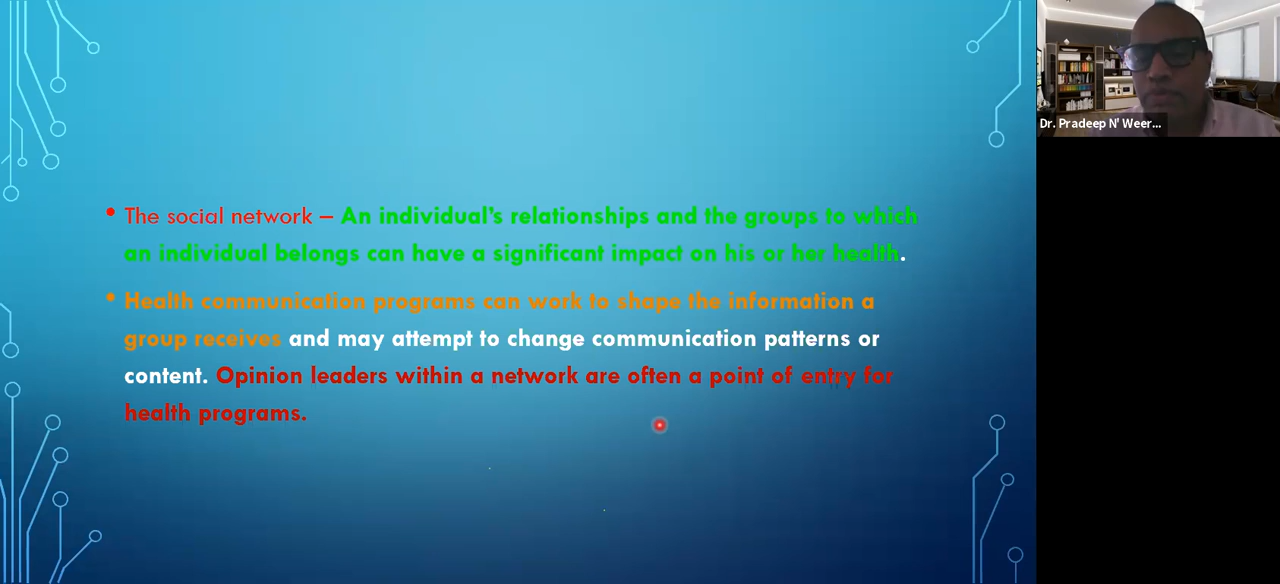 • The social network – An individual's relationships and the groups to which
an individual belongs can have a significant impact on his or her health.
• Health communication programs can work to shape the information a
group receives and may attempt to change communication patterns or
content. Opinion leaders within a network are often a point of entry for
health programs.
Dr. Pradeep N' Weer...